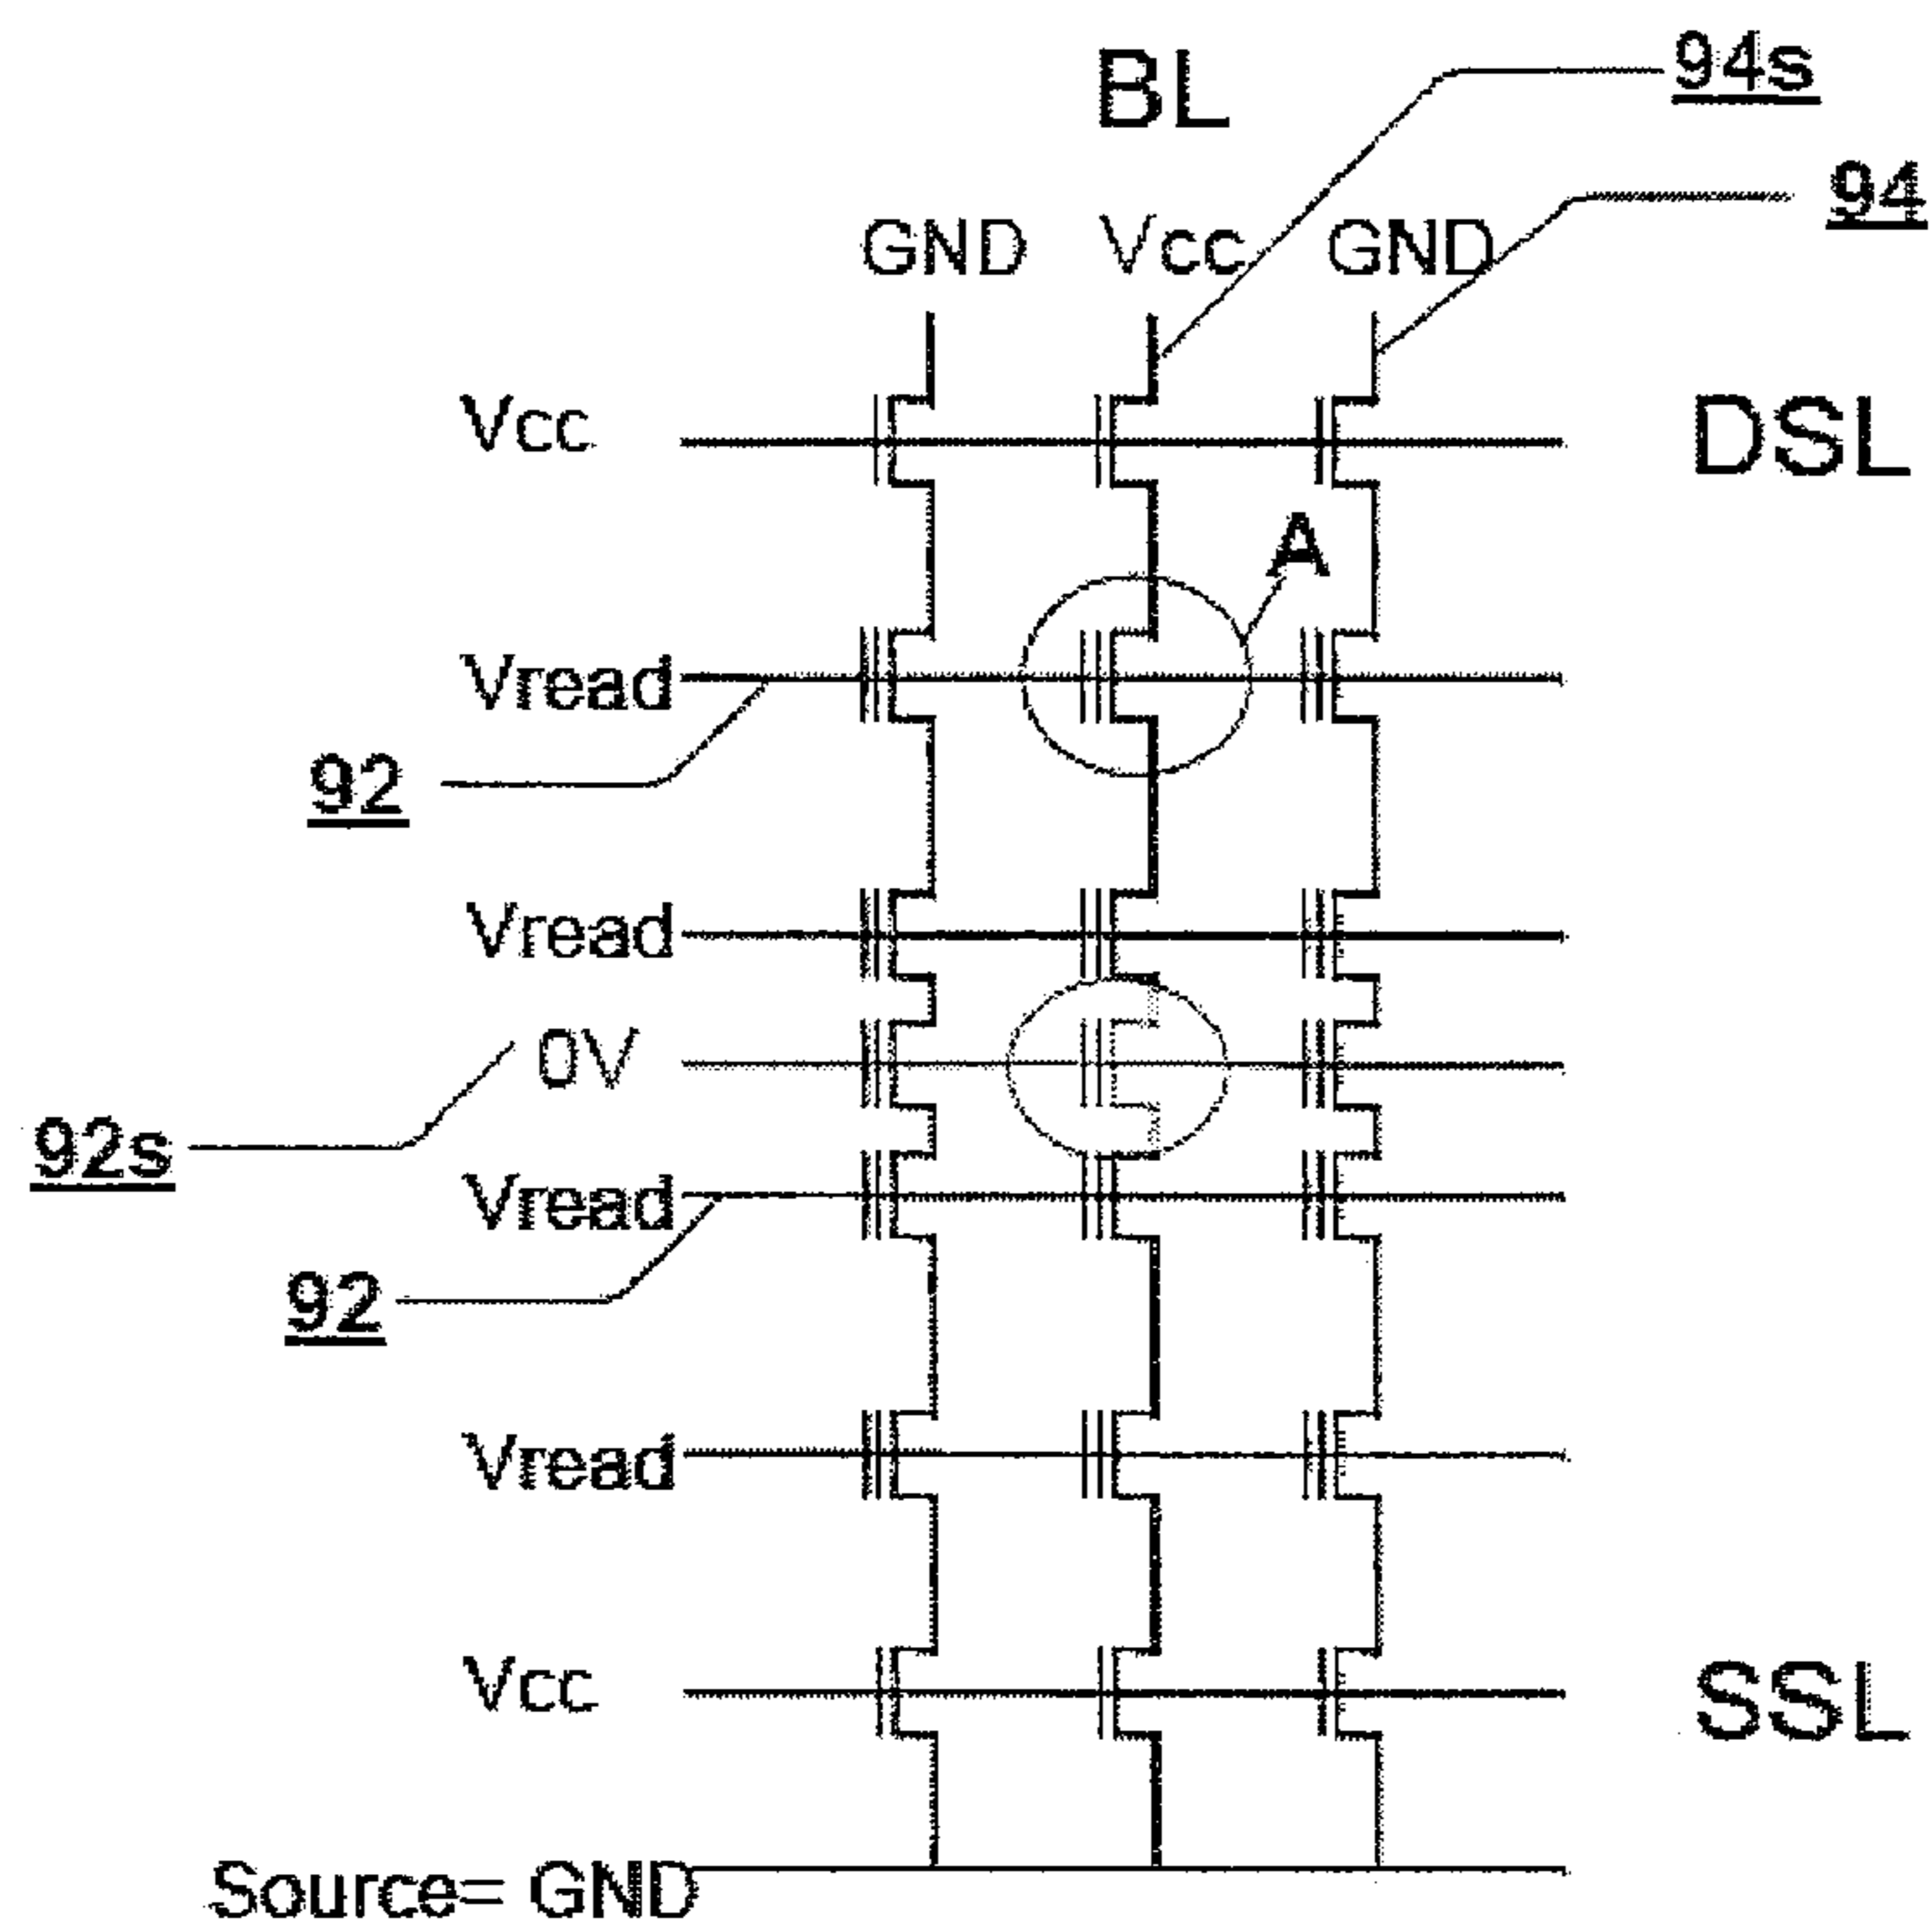 BL
94s
94
GND Vcc GND
Vcc
DSL
A
Vread
92
Vread
0V
92s
Vread
92
Vread
Vcc
SSL
Source= GND